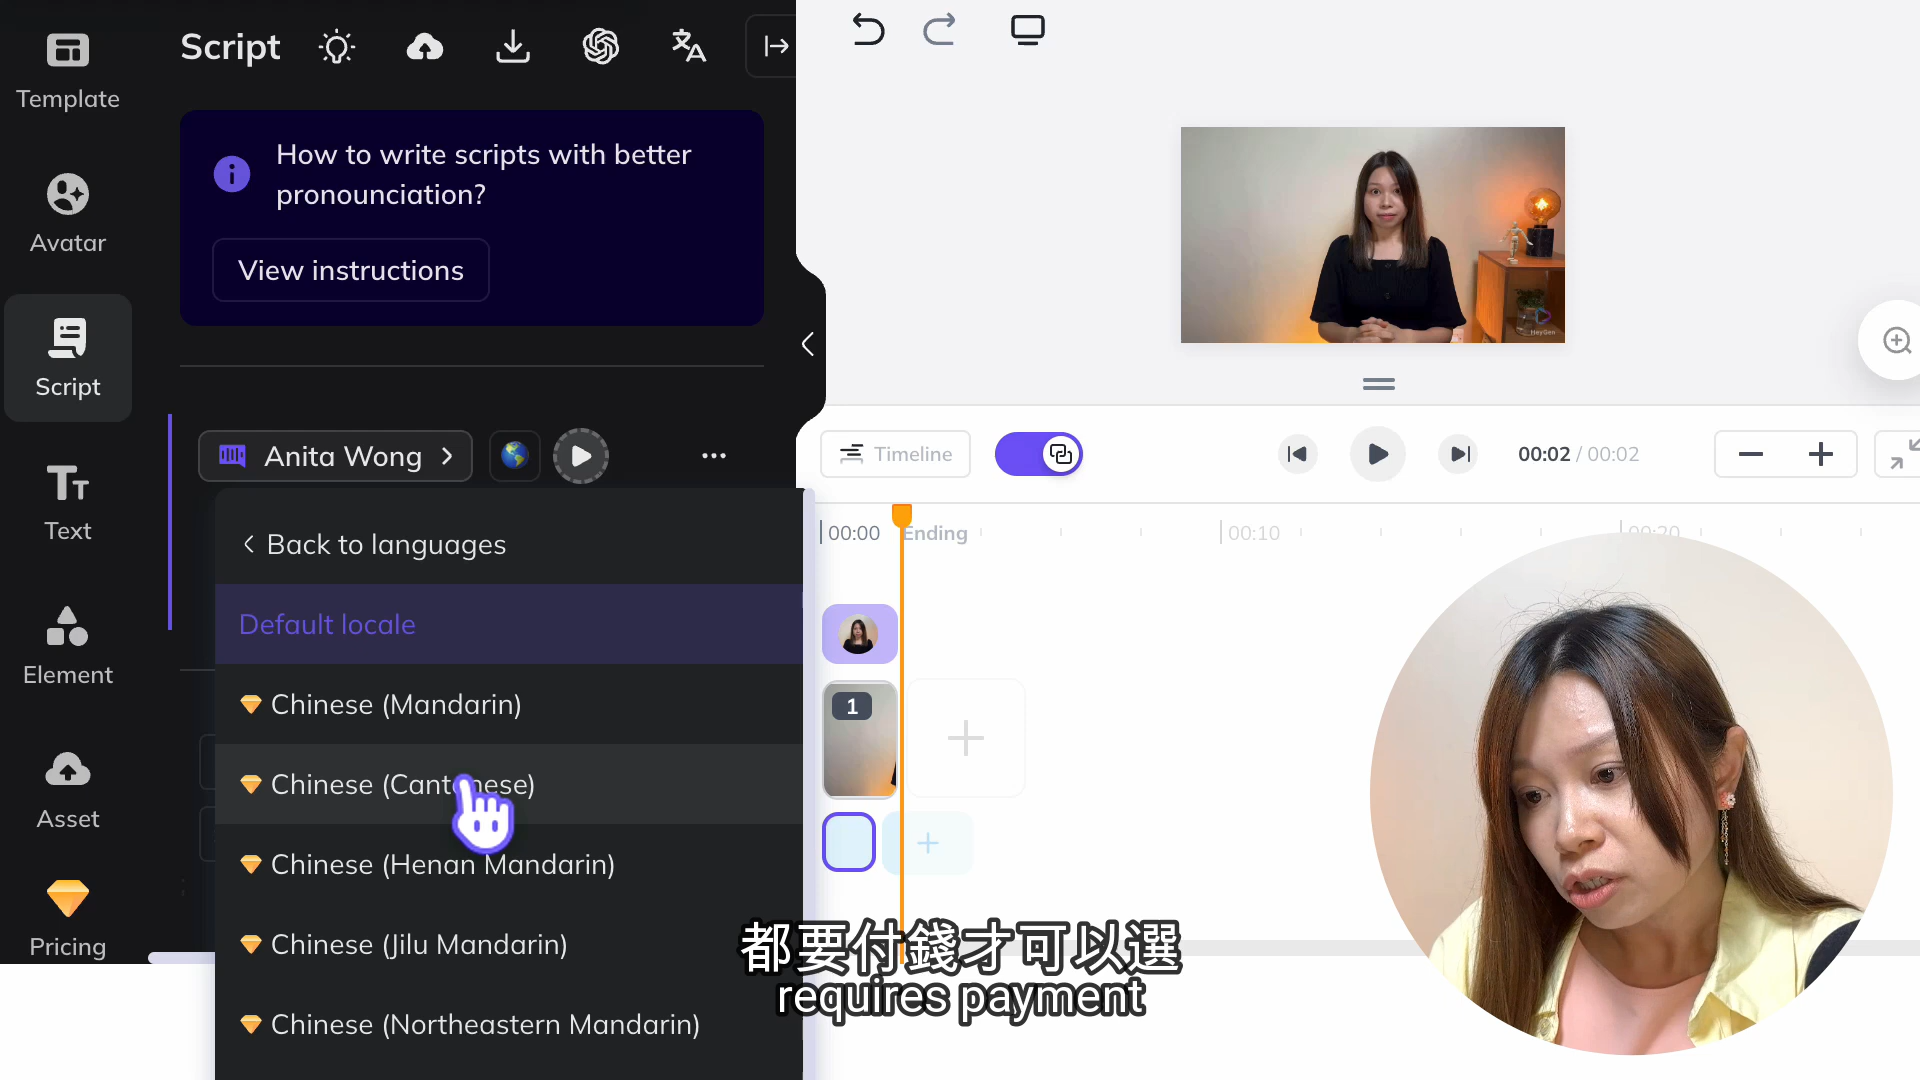 Template
Avatar
Script
Text
Element
Asset
Pricing
Script
How to write scripts with better
pronounciation?
View instructions
Anita Wong
Back to languages
Default locale
Chinese (Mandarin)
Chinese (Cantonese)
Chinese (Henan Mandarin)
Chinese (Jilu Mandarin)
Chinese (Northeastern Mandarin)
HeyGen
Timeline
00:02 / 00:02
00:00
Ending
00:10
00:20
1
都要付錢才可以選
requires payment